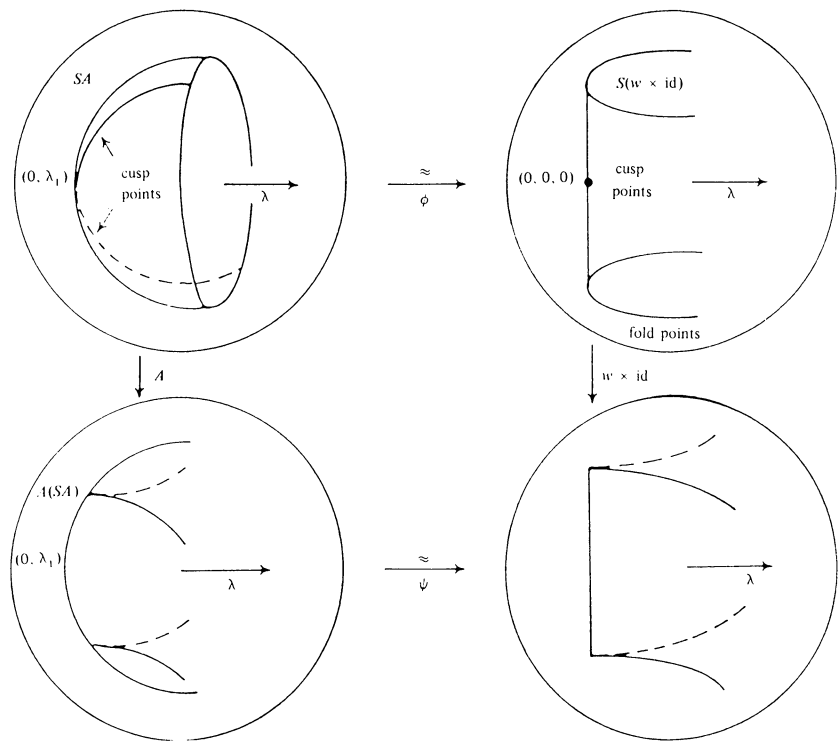 SA
(0, λ₁)
cusp
points
λ
≈
ϕ
S(w × id)
(0, 0, 0)
cusp
points
λ
fold points
A
w × id
A(SA)
(0, λ₁)
λ
≈
ψ
λ